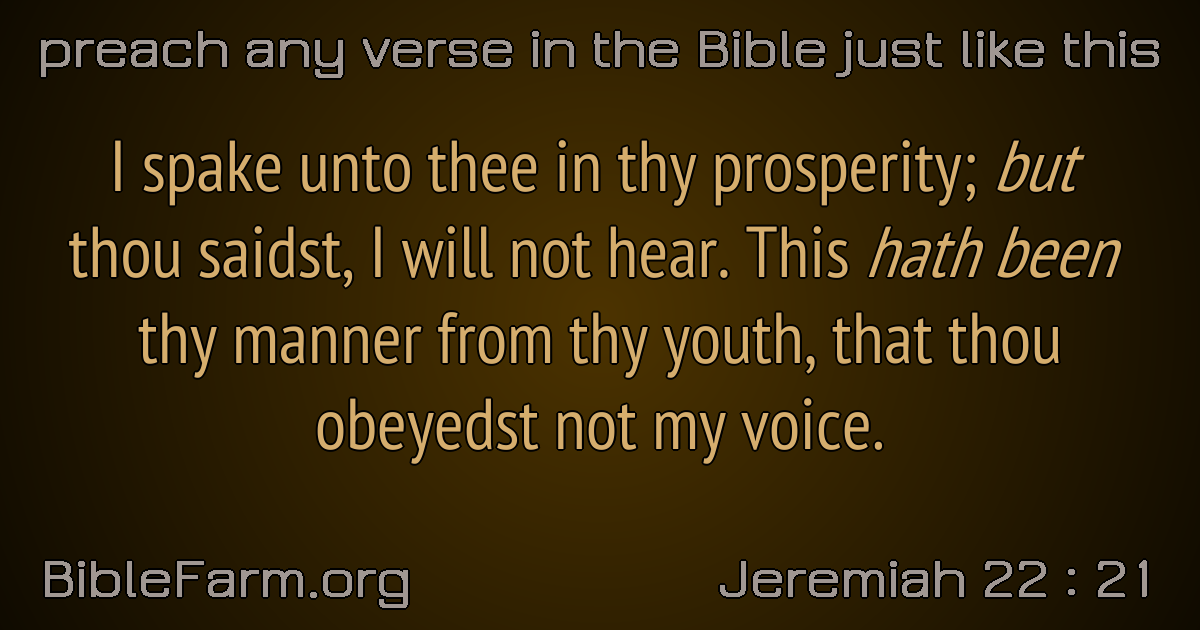 preach any verse in the Bible just like this
I spake unto thee in thy prosperity; but
thou saidst, I will not hear. This hath been
thy manner from thy youth, that thou
obeyedst not my voice.
BibleFarm.org
Jeremiah 22 : 21